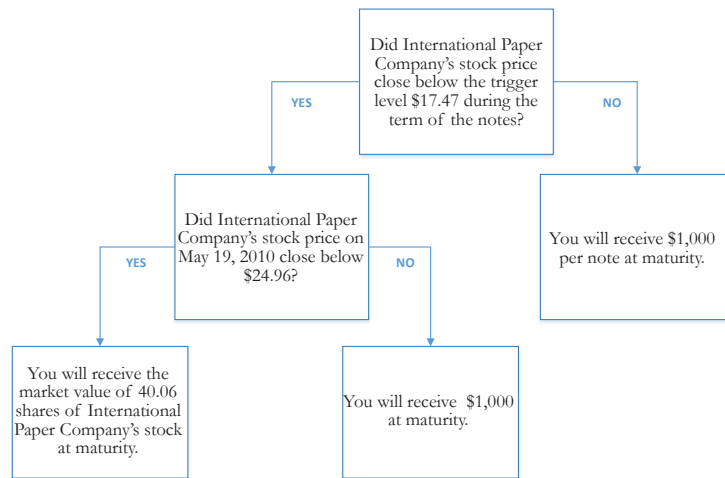 Did International Paper
Company's stock price
close below the trigger
level $17.47 during the
term of the notes?
YES
NO
Did International Paper
Company's stock price on
May 19, 2010 close below
$24.96?
You will receive $1,000
per note at maturity.
YES
NO
You will receive the
market value of 40.06
shares of International
Paper Company's stock
at maturity.
You will receive $1,000
at maturity.